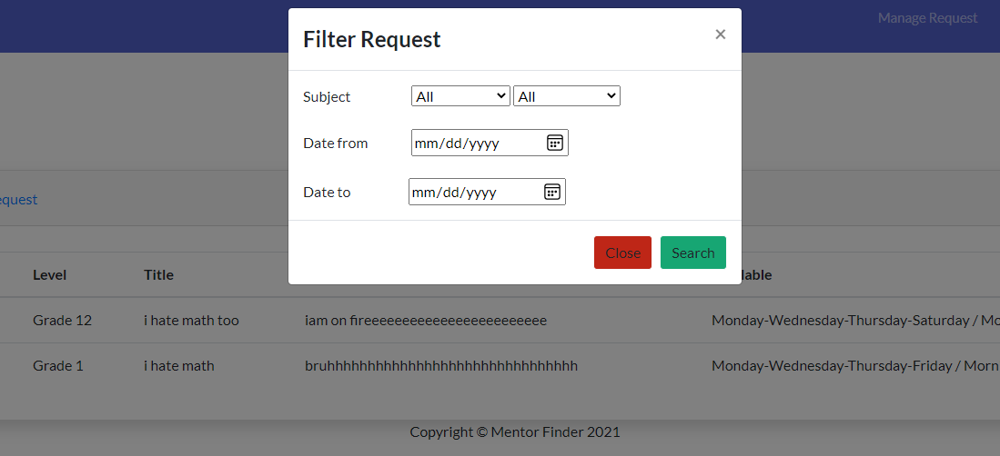 Manage Request
Filter Request ×
Subject All All
Date from mm/dd/yyyy
Date to mm/dd/yyyy
equest
Close Search
Level Title lable
Grade 12 i hate math too iam on fireeeeeeeeeeeeeeeeeeeeeeee Monday-Wednesday-Thursday-Saturday / Mo
Grade 1 i hate math bruhhhhhhhhhhhhhhhhhhhhhhhhhhhhhhh Monday-Wednesday-Thursday-Friday / Morn
Copyright © Mentor Finder 2021